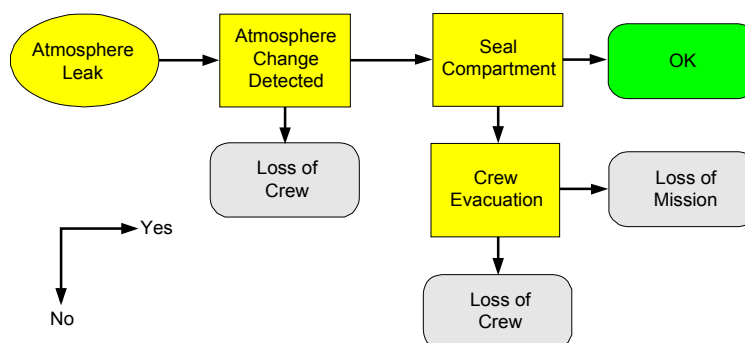 Atmosphere
Leak
Atmosphere
Change
Detected
Seal
Compartment
OK
Loss of
Crew
Crew
Evacuation
Loss of
Mission
Yes
No
Loss of
Crew